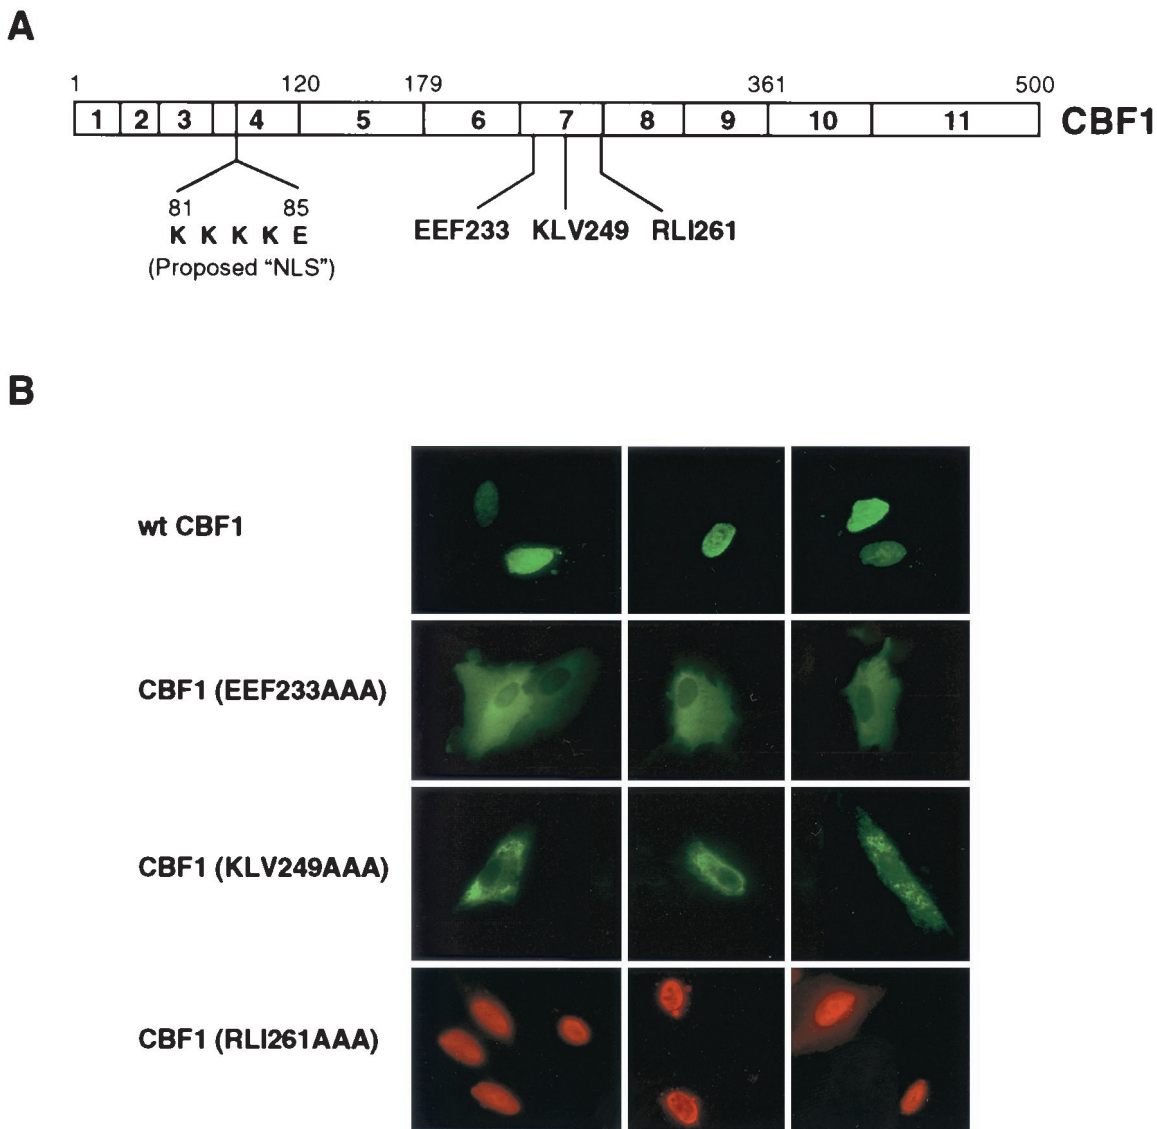 A
1 120 179 361 500
1 2 3 4 5 6 7 8 9 10 11 CBF1
81 85
K K K K E
(Proposed “NLS”)
EEF233 KLV249 RLI261
B
wt CBF1
CBF1 (EEF233AAA)
CBF1 (KLV249AAA)
CBF1 (RLI261AAA)